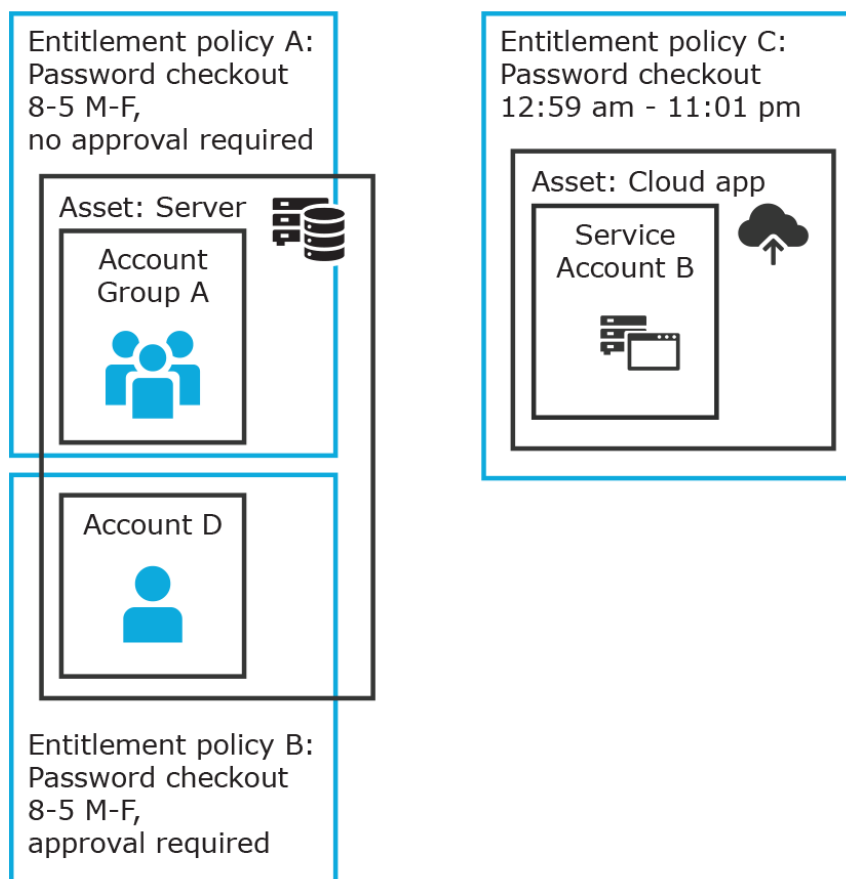 Entitlement policy A:
Password checkout
8-5 M-F,
no approval required
Asset: Server
Account
Group A
Account D
Entitlement policy B:
Password checkout
8-5 M-F,
approval required
Entitlement policy C:
Password checkout
12:59 am - 11:01 pm
Asset: Cloud app
Service
Account B